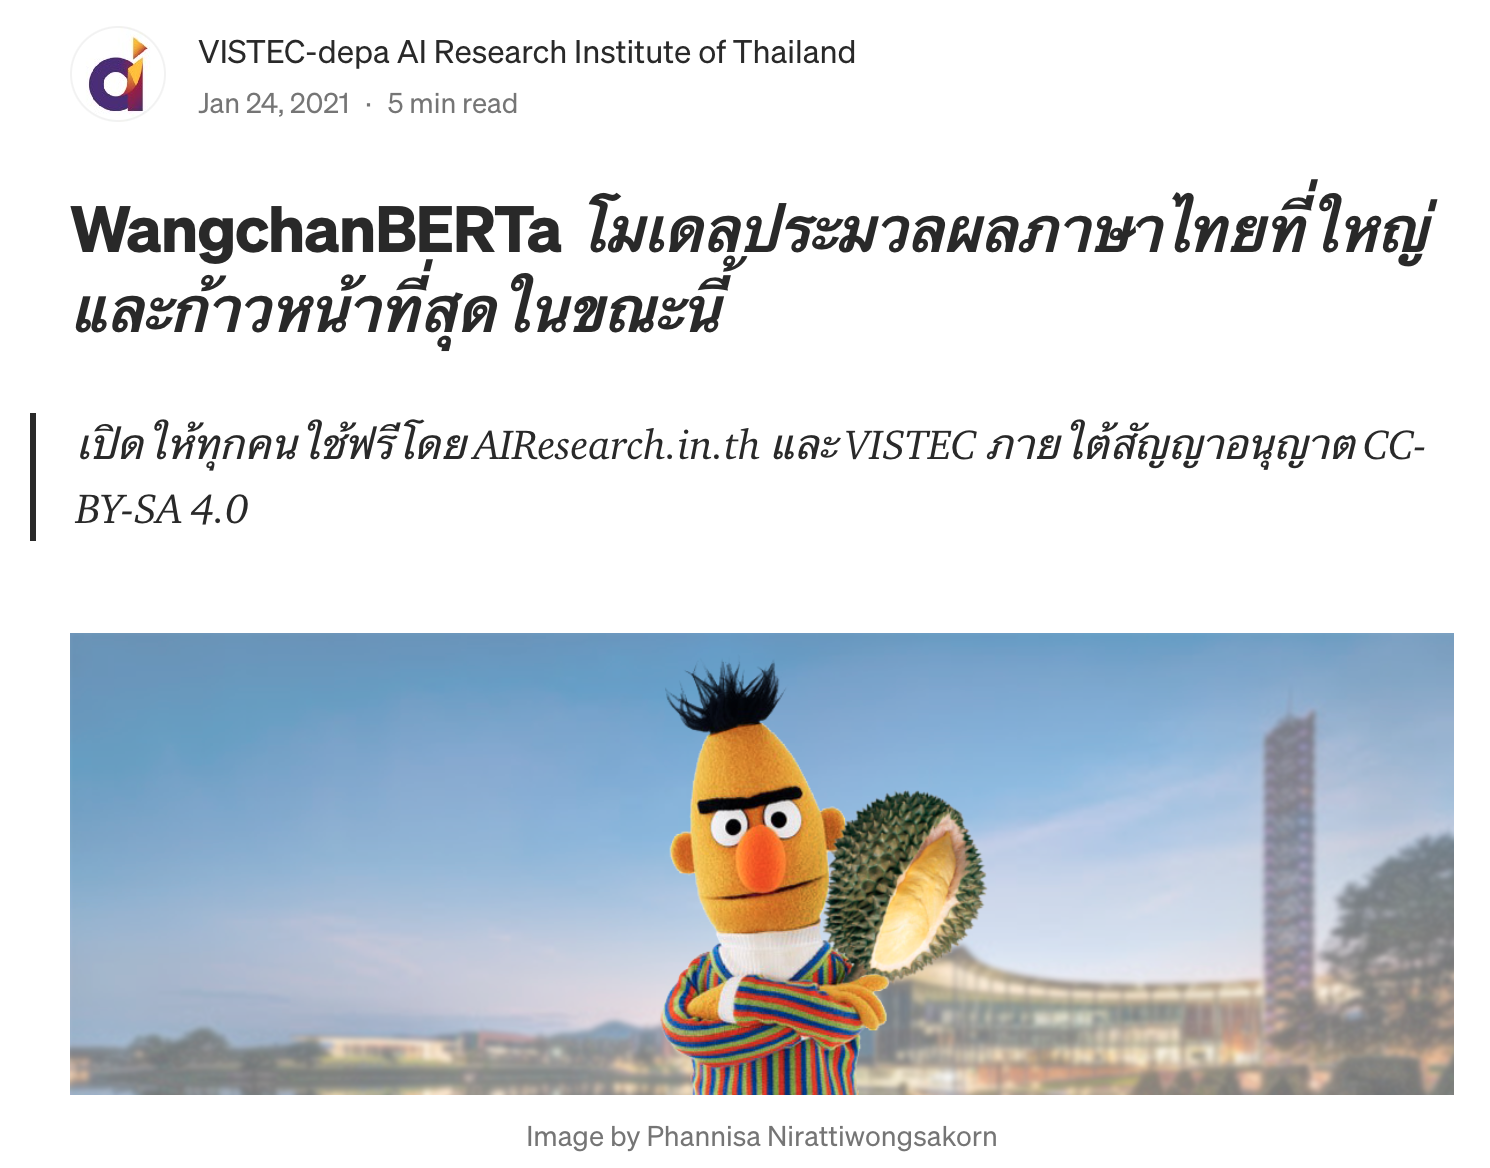 VISTEC-depa AI Research Institute of Thailand
Jan 24, 2021 · 5 min read
WangchanBERTa โมเดลประมวลผลภาษาไทยที่ใหญ่
และก้าวหน้าที่สุดในขณะนี้
เปิดให้ทุกคนใช้ฟรีโดย AIResearch.in.th และ VISTEC ภายใต้สัญญาอนุญาต CC-
BY-SA 4.0
Image by Phannisa Nirattiwongsakorn